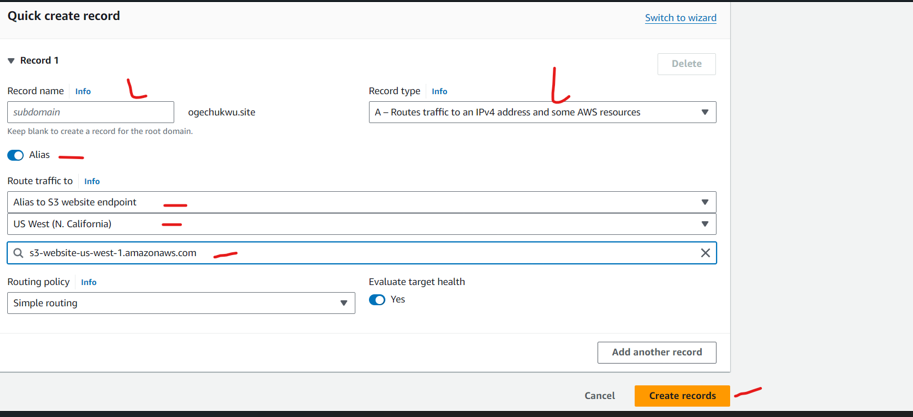 Quick create record
Switch to wizard
Record 1
Delete
Record name Info
Record type Info
subdomain
ogechukwu.site
A – Routes traffic to an IPv4 address and some AWS resources
Keep blank to create a record for the root domain.
Alias
Route traffic to Info
Alias to S3 website endpoint
US West (N. California)
s3-website-us-west-1.amazonaws.com
Routing policy Info
Evaluate target health
Simple routing
Yes
Add another record
Cancel
Create records